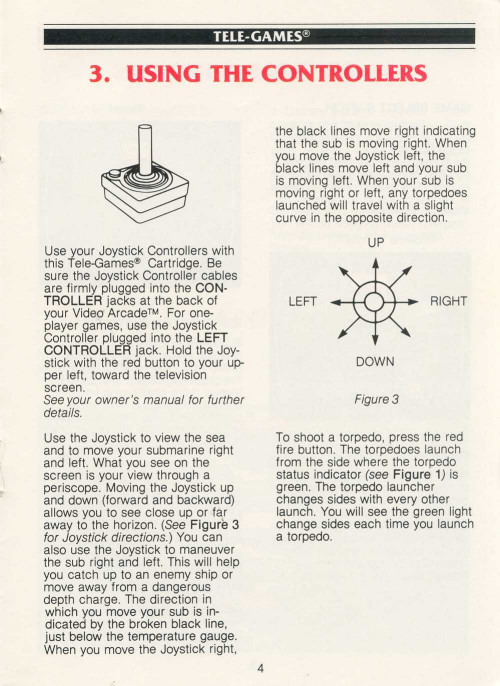 TELE-GAMES®
3. USING THE CONTROLLERS
Use your Joystick Controllers with
this Tele-Games® Cartridge. Be
sure the Joystick Controller cables
are firmly plugged into the CON-
TROLLER jacks at the back of
your Video Arcade™. For one-
player games, use the Joystick
Controller plugged into the LEFT
CONTROLLER jack. Hold the Joy-
stick with the red button to your up-
per left, toward the television
screen.
See your owner's manual for further
details.
Use the Joystick to view the sea
and to move your submarine right
and left. What you see on the
screen is your view through a
periscope. Moving the Joystick up
and down (forward and backward)
allows you to see close up or far
away to the horizon. (See Figure 3
for Joystick directions.) You can
also use the Joystick to maneuver
the sub right and left. This will help
you catch up to an enemy ship or
move away from a dangerous
depth charge. The direction in
which you move your sub is in-
dicated by the broken black line,
just below the temperature gauge.
When you move the Joystick right,
the black lines move right indicating
that the sub is moving right. When
you move the Joystick left, the
black lines move left and your sub
is moving left. When your sub is
moving right or left, any torpedoes
launched will travel with a slight
curve in the opposite direction.
UP
LEFT
RIGHT
DOWN
Figure 3
To shoot a torpedo, press the red
fire button. The torpedoes launch
from the side where the torpedo
status indicator (see Figure 1) is
green. The torpedo launcher
changes sides with every other
launch. You will see the green light
change sides each time you launch
a torpedo.
4